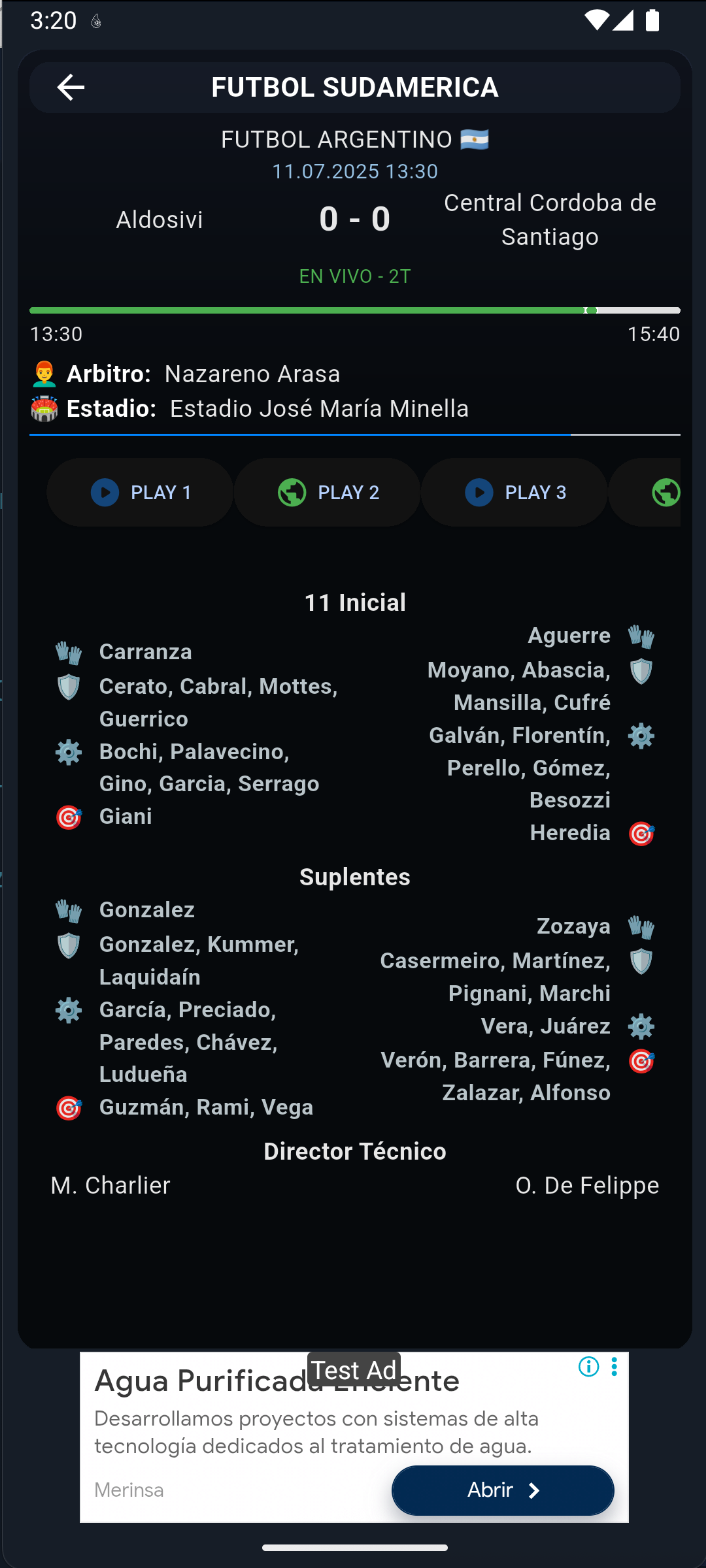 3:20
FUTBOL SUDAMERICA
FUTBOL ARGENTINO
11.07.2025 13:30
Aldosivi
0 - 0
Central Cordoba de
Santiago
EN VIVO - 2T
13:30
15:40
Arbitro: Nazareno Arasa
Estadio: Estadio José María Minella
PLAY 1
PLAY 2
PLAY 3
11 Inicial
Carranza
Cerato, Cabral, Mottes,
Guerrico
Bochi, Palavecino,
Gino, Garcia, Serrago
Giani
Aguerre
Moyano, Abascia,
Mansilla, Cufré
Galván, Florentín,
Perello, Gómez,
Besozzi
Heredia
Suplentes
Gonzalez
Gonzalez, Kummer,
Laquidaín
García, Preciado,
Paredes, Chávez,
Ludueña
Guzmán, Rami, Vega
Zozaya
Casermeiro, Martínez,
Pignani, Marchi
Vera, Juárez
Verón, Barrera, Fúnez,
Zalazar, Alfonso
Director Técnico
M. Charlier
O. De Felippe
Test Ad
Agua Purificada Eficiente
Desarrollamos proyectos con sistemas de alta
tecnología dedicados al tratamiento de agua.
Merinsa
Abrir